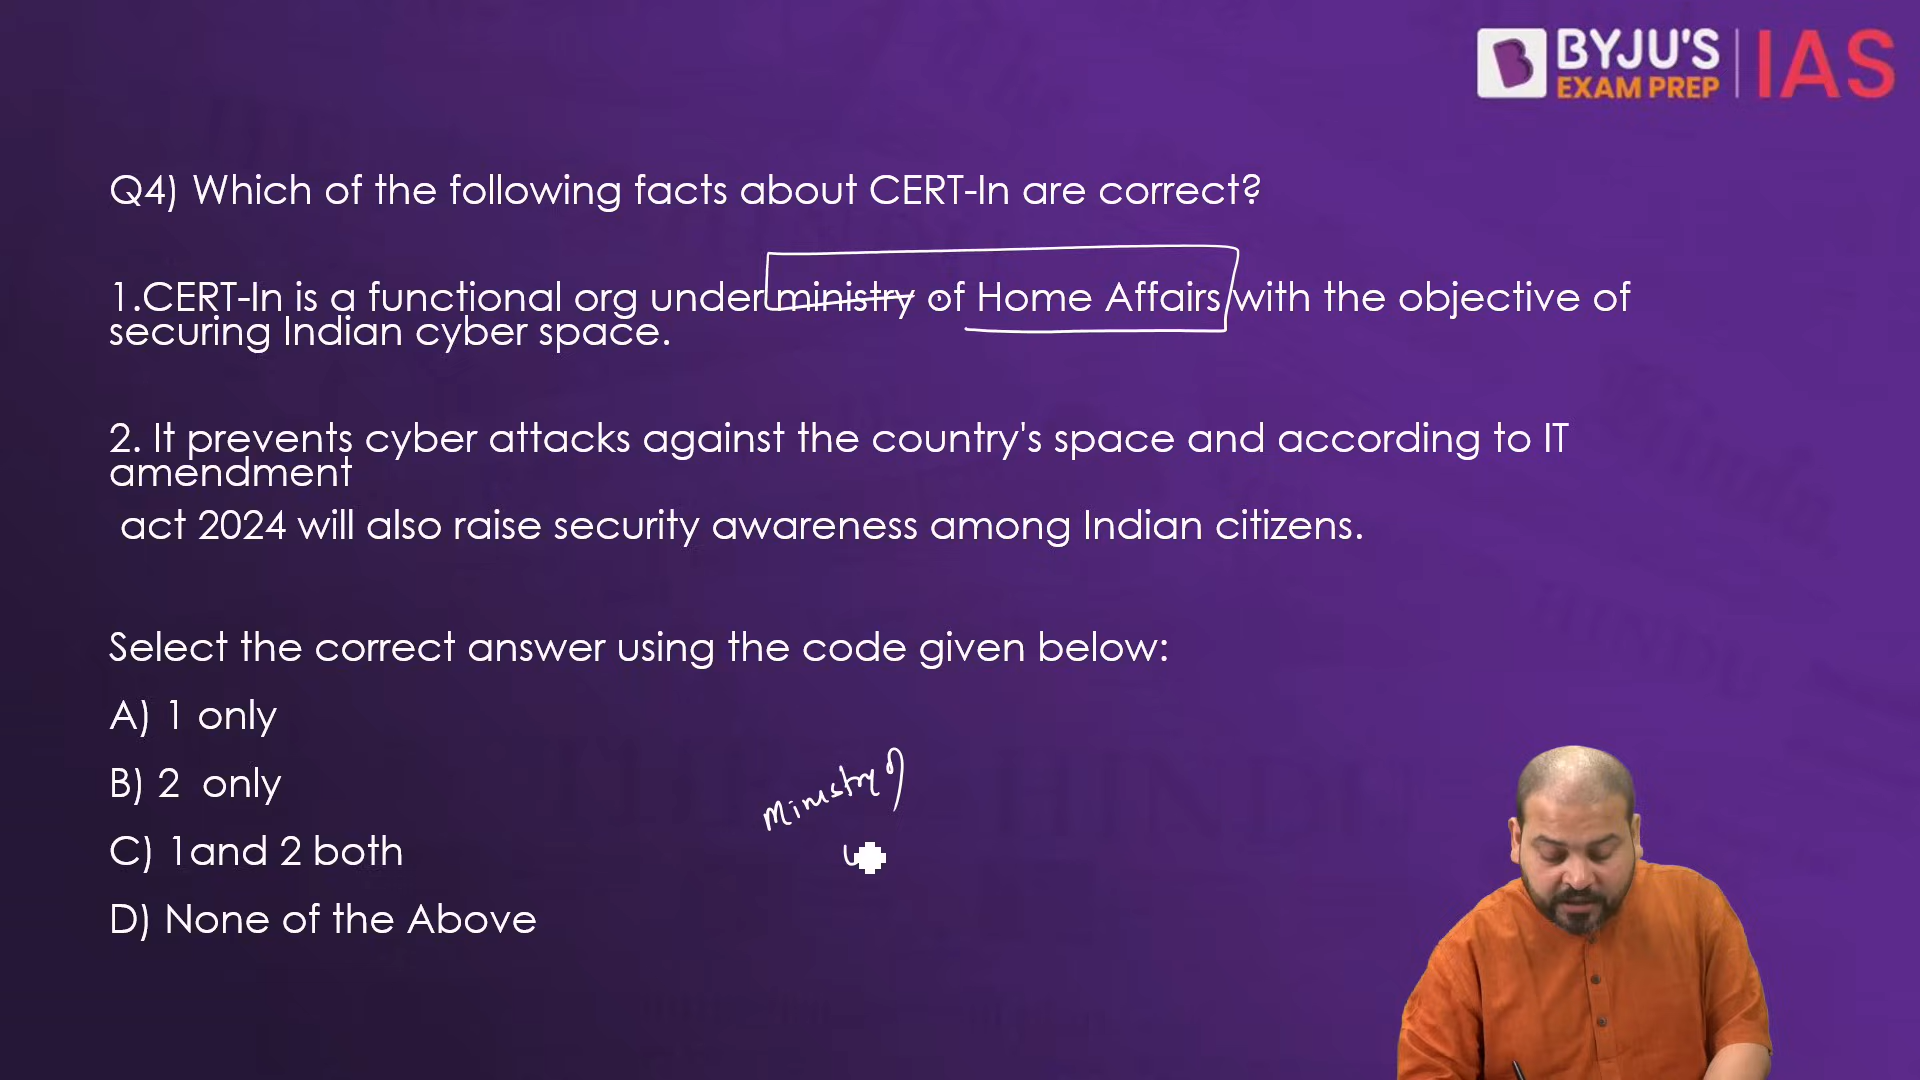 BYJU'S
EXAM PREP
IAS
Q4) Which of the following facts about CERT-In are correct?
1.CERT-In is a functional org under ministry of Home Affairs with the objective of
securing Indian cyber space.
2. It prevents cyber attacks against the country's space and according to IT
amendment
act 2024 will also raise security awareness among Indian citizens.
Select the correct answer using the code given below:
A) 1 only
B) 2 only
C) 1and 2 both
D) None of the Above
Ministry of